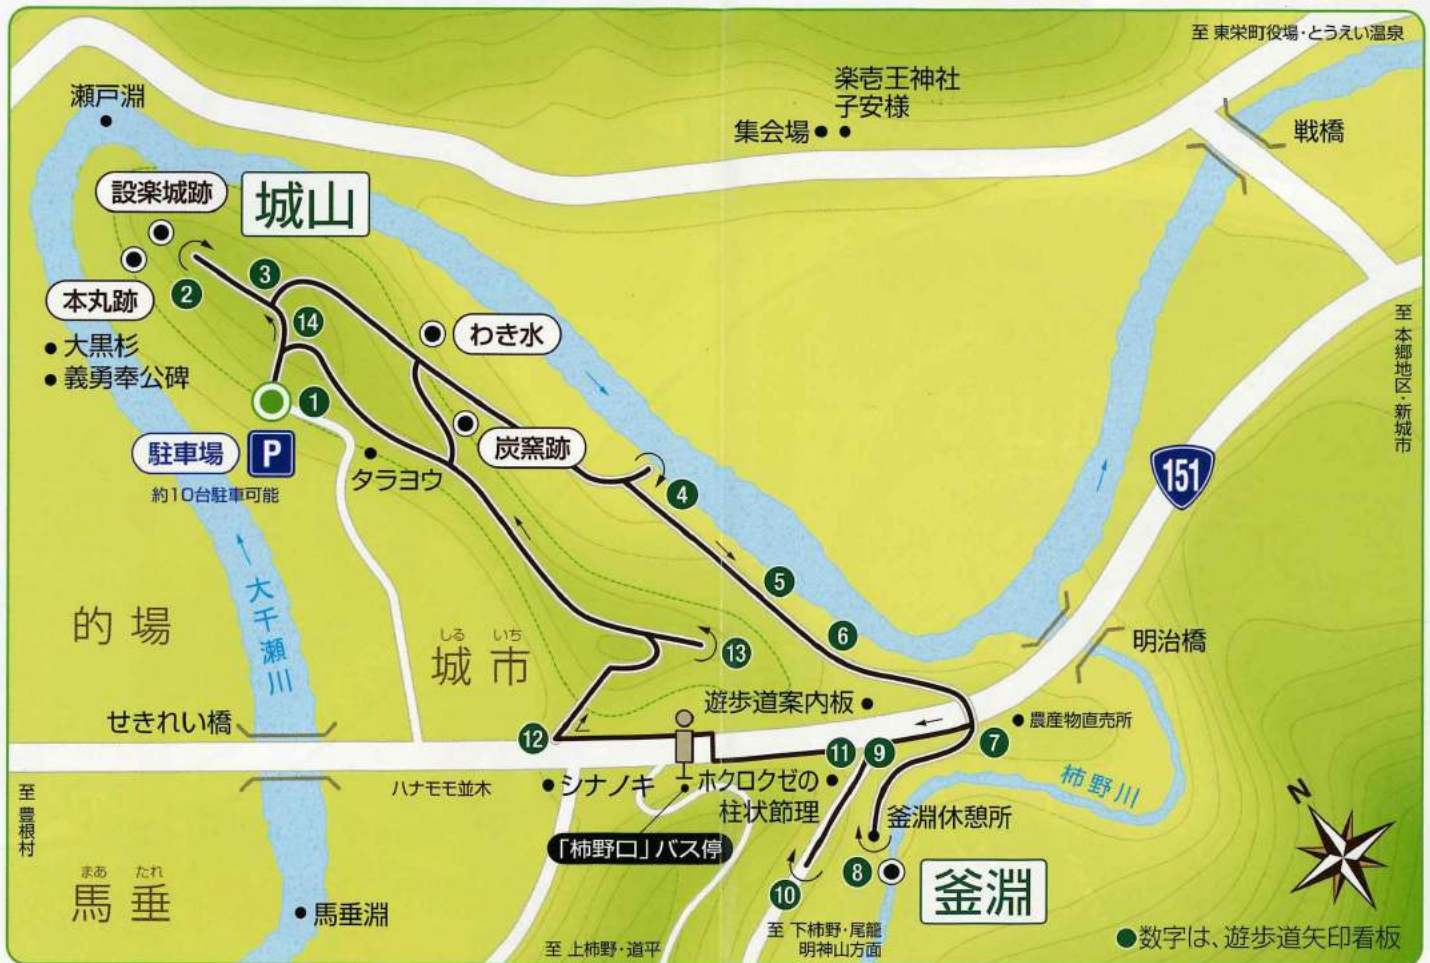 至 東栄町役場・とうえい温泉
楽壱王神社
子安様
集会場
戦橋
瀬戸淵
設楽城跡
城山
本丸跡
大黒杉
義勇奉公碑
2
3
14
1
わき水
炭窯跡
駐車場
P
約10台駐車可能
タラヨウ
4
5
6
151
至 本郷地区・新城市
的場
大千瀬川
しろ いち
城市
13
明治橋
遊歩道案内板
農産物直売所
せきれい橋
12
11
9
7
至 豊根村
ハナモモ並木
シナノキ
ホクロクゼの
柱状節理
柿野川
釜淵休憩所
「柿野口」バス停
8
10
釜淵
まあ たれ
馬垂
馬垂淵
至 上柿野・道平
至 下柿野・尾籠
明神山方面
N
数字は、遊歩道矢印看板